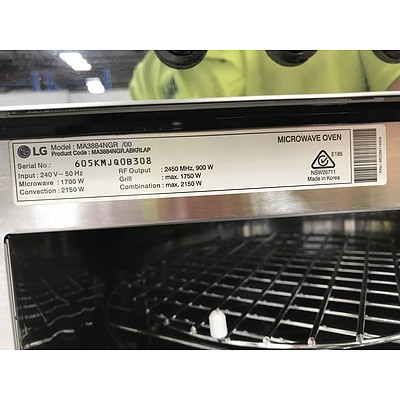 LG
Model : MA3884NGR /00
Product Code : MA3884NGR.ABKRLAP
MICROWAVE OVEN
Serial No.: 605KMJQ0B308
Input : 240 V~ 50 Hz
Microwave : 1700 W
Convection : 2150 W
RF Output : 2450 MHz, 900 W
Grill : max. 1750 W
Combination : max. 2150 W
E185
NSW26711
Made in Korea